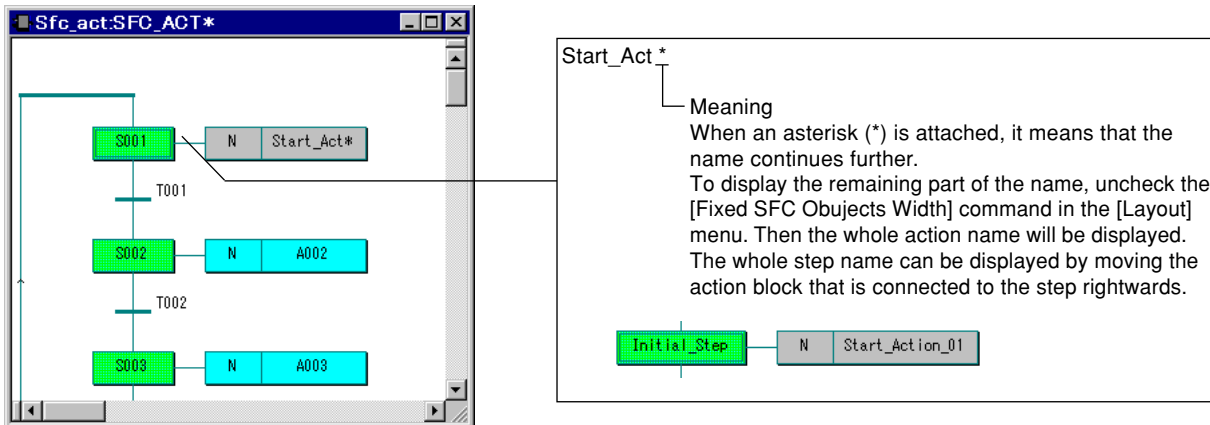 Sfc_act:SFC_ACT*
S001
N
Start_Act*
T001
S002
N
A002
T002
S003
N
A003
Start_Act *
Meaning
When an asterisk (*) is attached, it means that the
name continues further.
To display the remaining part of the name, uncheck the
[Fixed SFC Obujects Width] command in the [Layout]
menu. Then the whole action name will be displayed.
The whole step name can be displayed by moving the
action block that is connected to the step rightwards.
Initial_Step
N
Start_Action_01